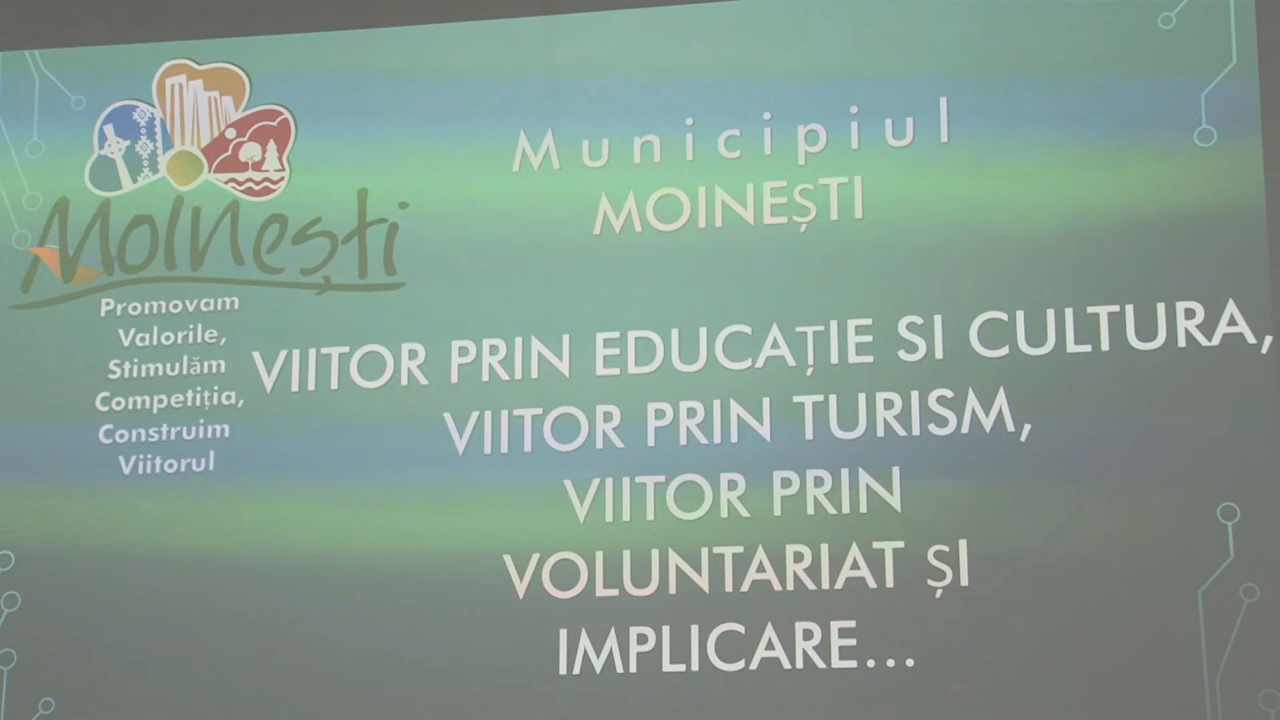 Municipiul
MOINEȘTI
Moinești
Promovam
Valorile,
Stimulăm
Competiția,
Construim
Viitorul
VIITOR PRIN EDUCAȚIE SI CULTURA,
VIITOR PRIN TURISM,
VIITOR PRIN
VOLUNTARIAT ȘI
IMPLICARE...